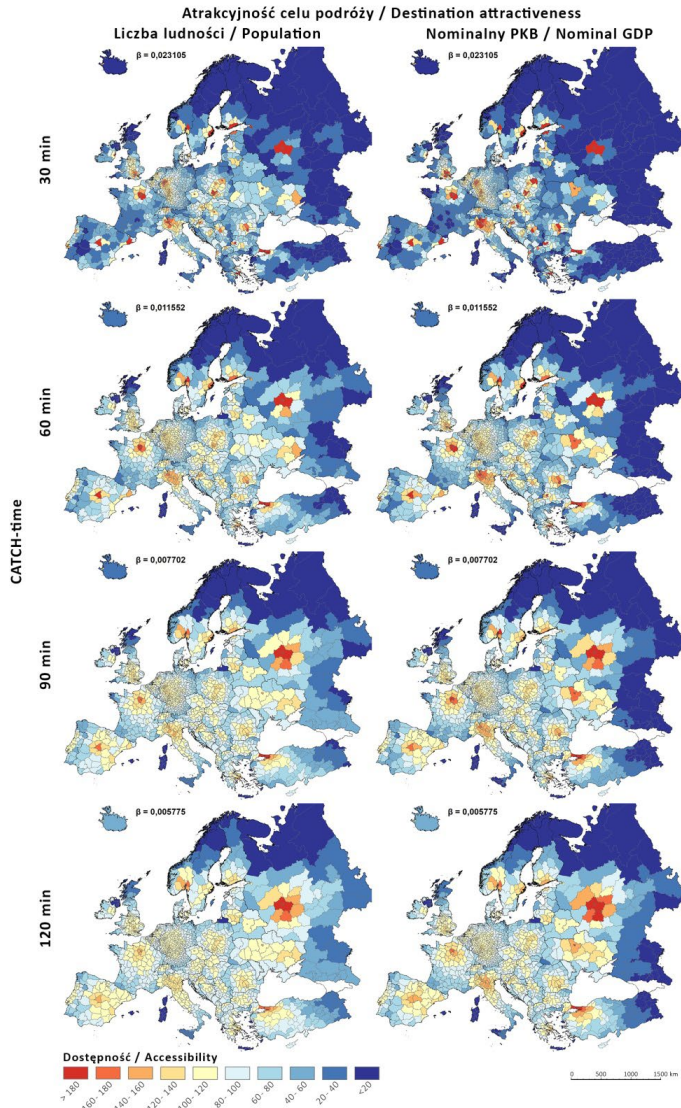 Atrakcyjność celu podróży / Destination attractiveness
Liczba ludności / Population
Nominalny PKB / Nominal GDP
β = 0,023105
β = 0,023105
30 min
β = 0,011552
β = 0,011552
60 min
CATCH-time
β = 0,007702
β = 0,007702
90 min
β = 0,005775
β = 0,005775
120 min
Dostępność / Accessibility
> 180
160- 180
140- 160
120- 140
100- 120
80- 100
60- 80
40- 60
20- 40
<20
0 500 1000 1500 km